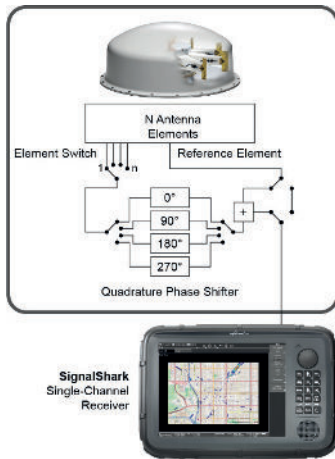 N Antenna
Elements
Element Switch
Reference Element
1
n
0°
90°
+
180°
270°
Quadrature Phase Shifter
SignalShark
Single-Channel
Receiver